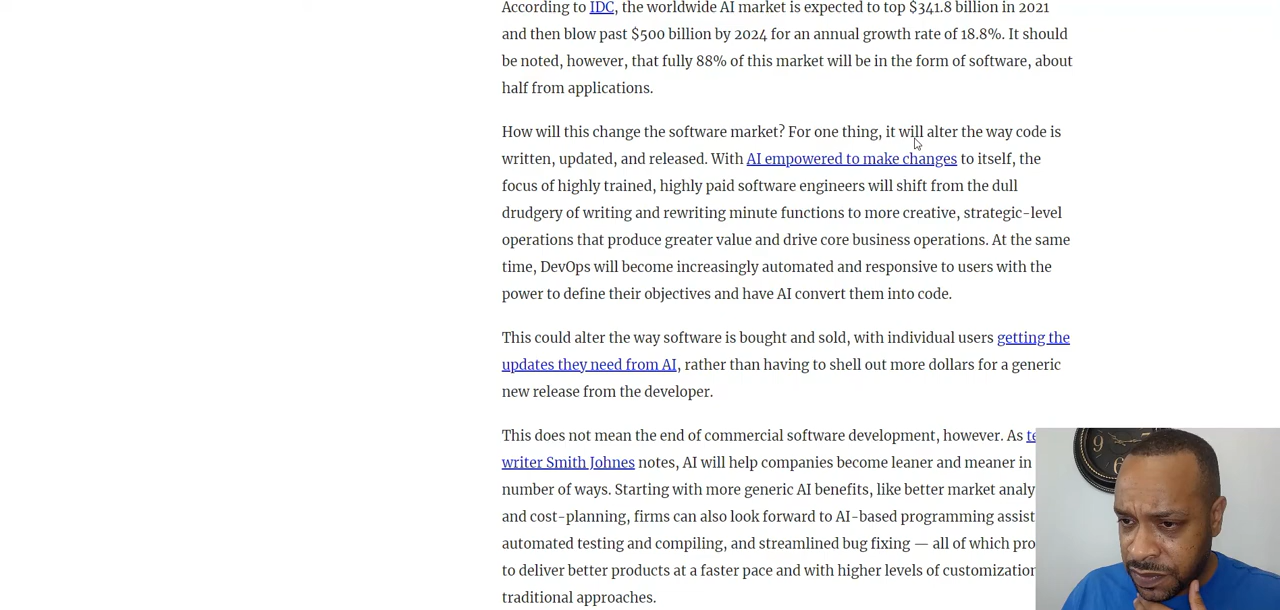 According to IDC, the worldwide AI market is expected to top $341.8 billion in 2021
and then blow past $500 billion by 2024 for an annual growth rate of 18.8%. It should
be noted, however, that fully 88% of this market will be in the form of software, about
half from applications.
How will this change the software market? For one thing, it will alter the way code is
written, updated, and released. With AI empowered to make changes to itself, the
focus of highly trained, highly paid software engineers will shift from the dull
drudgery of writing and rewriting minute functions to more creative, strategic-level
operations that produce greater value and drive core business operations. At the same
time, DevOps will become increasingly automated and responsive to users with the
power to define their objectives and have AI convert them into code.
This could alter the way software is bought and sold, with individual users getting the
updates they need from AI, rather than having to shell out more dollars for a generic
new release from the developer.
This does not mean the end of commercial software development, however. As
writer Smith Johnes notes, AI will help companies become leaner and meaner in
number of ways. Starting with more generic AI benefits, like better market
and cost-planning, firms can also look forward to AI-based programming
automated testing and compiling, and streamlined bug fixing — all of which
to deliver better products at a faster pace and with higher levels of
traditional approaches.
9
6